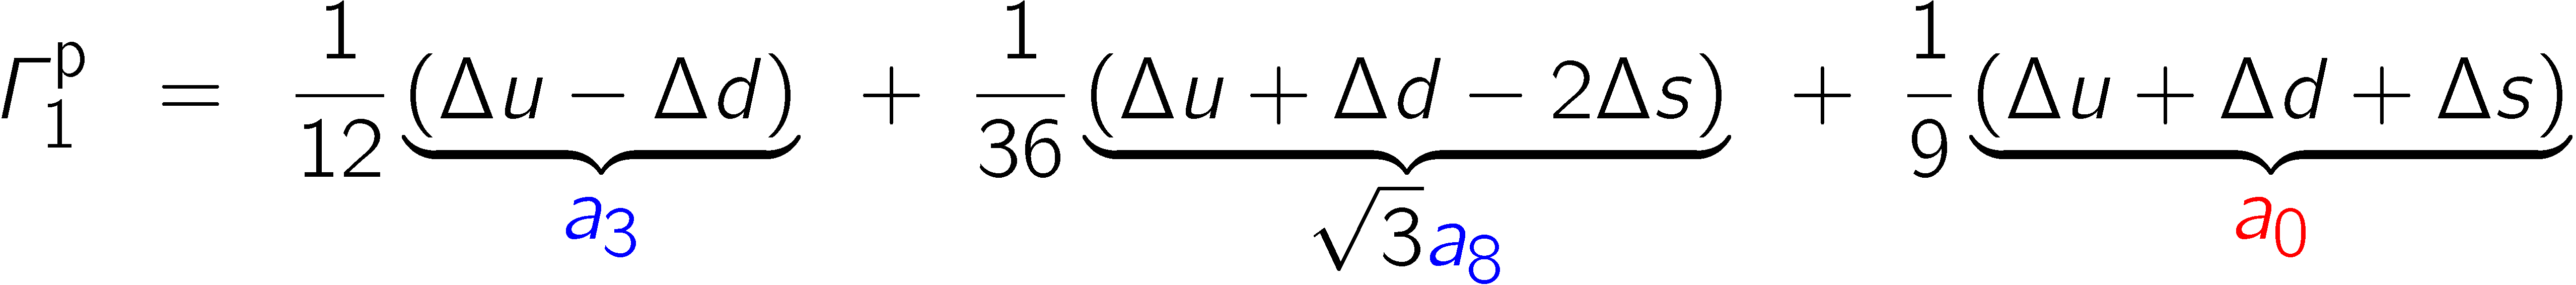 Γ₁ᵖ = 1/12 (Δu − Δd) + 1/36 (Δu + Δd − 2Δs) + 1/9 (Δu + Δd + Δs)
a₃ √3a₈ a₀